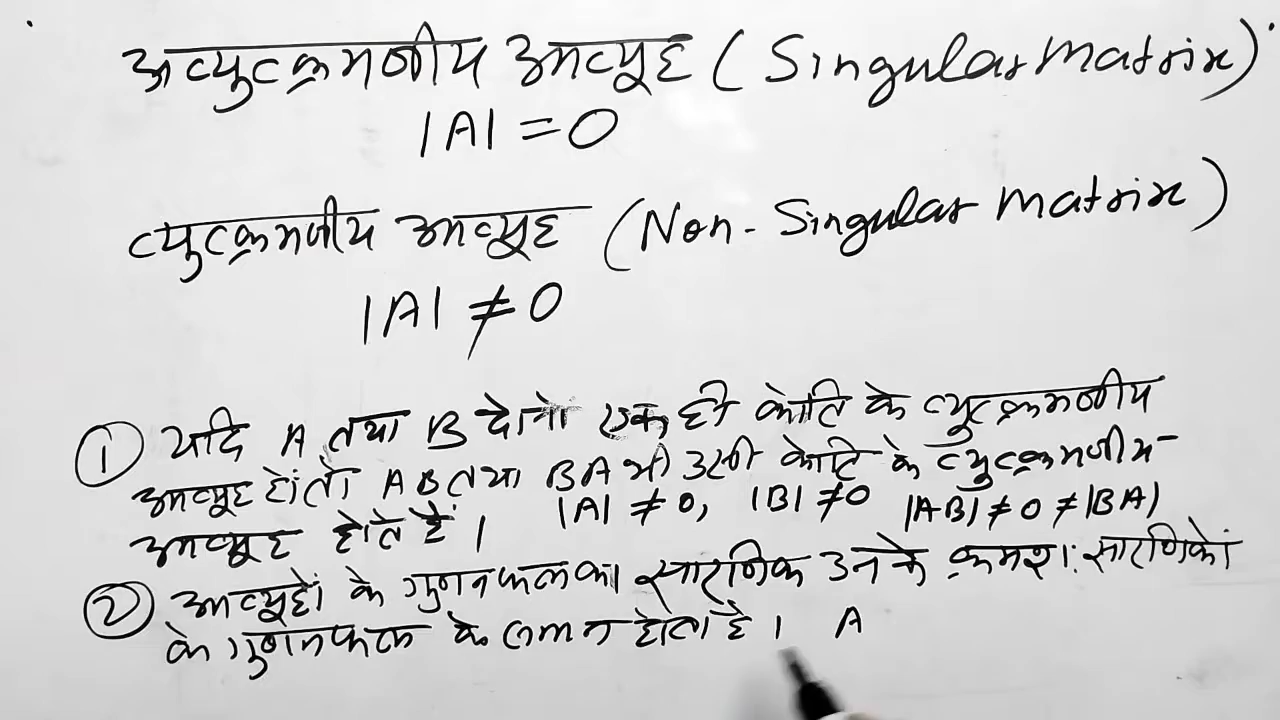 अव्युत्क्रमणीय आव्यूह (Singular Matrix)
|A| = 0
व्युत्क्रमणीय आव्यूह (Non-Singular Matrix)
|A| ≠ 0
① यदि A तथा B दोनों एक ही कोटि के व्युत्क्रमणीय
आव्यूह हों तो AB तथा BA भी उसी कोटि के व्युत्क्रमणीय
आव्यूह होते हैं। |A| ≠ 0, |B| ≠ 0 |AB| ≠ 0 ≠ |BA|
② आव्यूहों के गुणनफल का सारणिक उनके क्रमशः सारणिकों
के गुणनफल के समान होता है। A